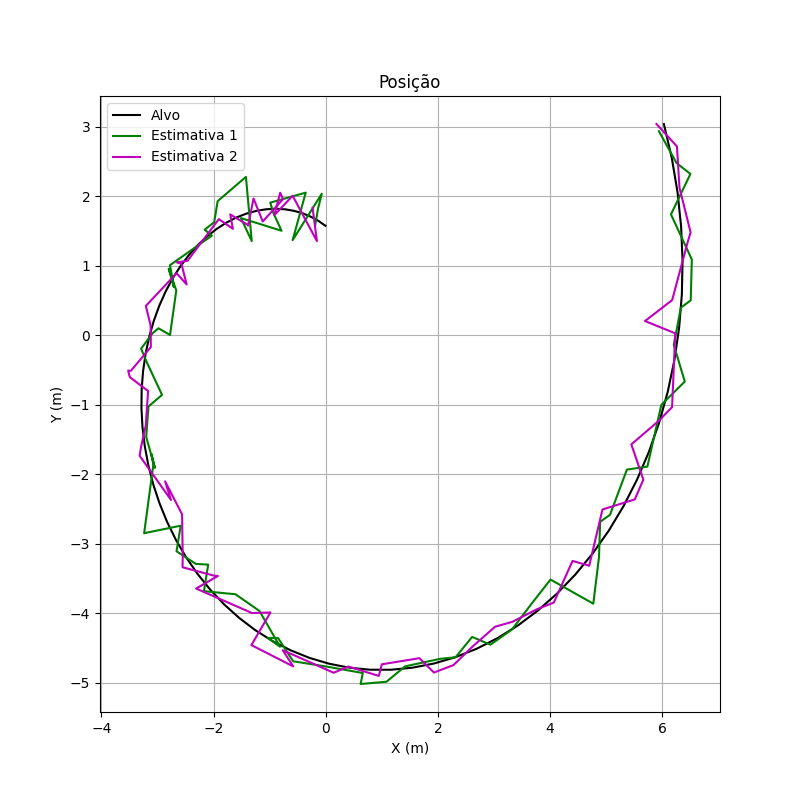 Posição
Alvo
Estimativa 1
Estimativa 2
3
2
1
0
−1
−2
−3
−4
−5
Y (m)
−4 −2 0 2 4 6
X (m)